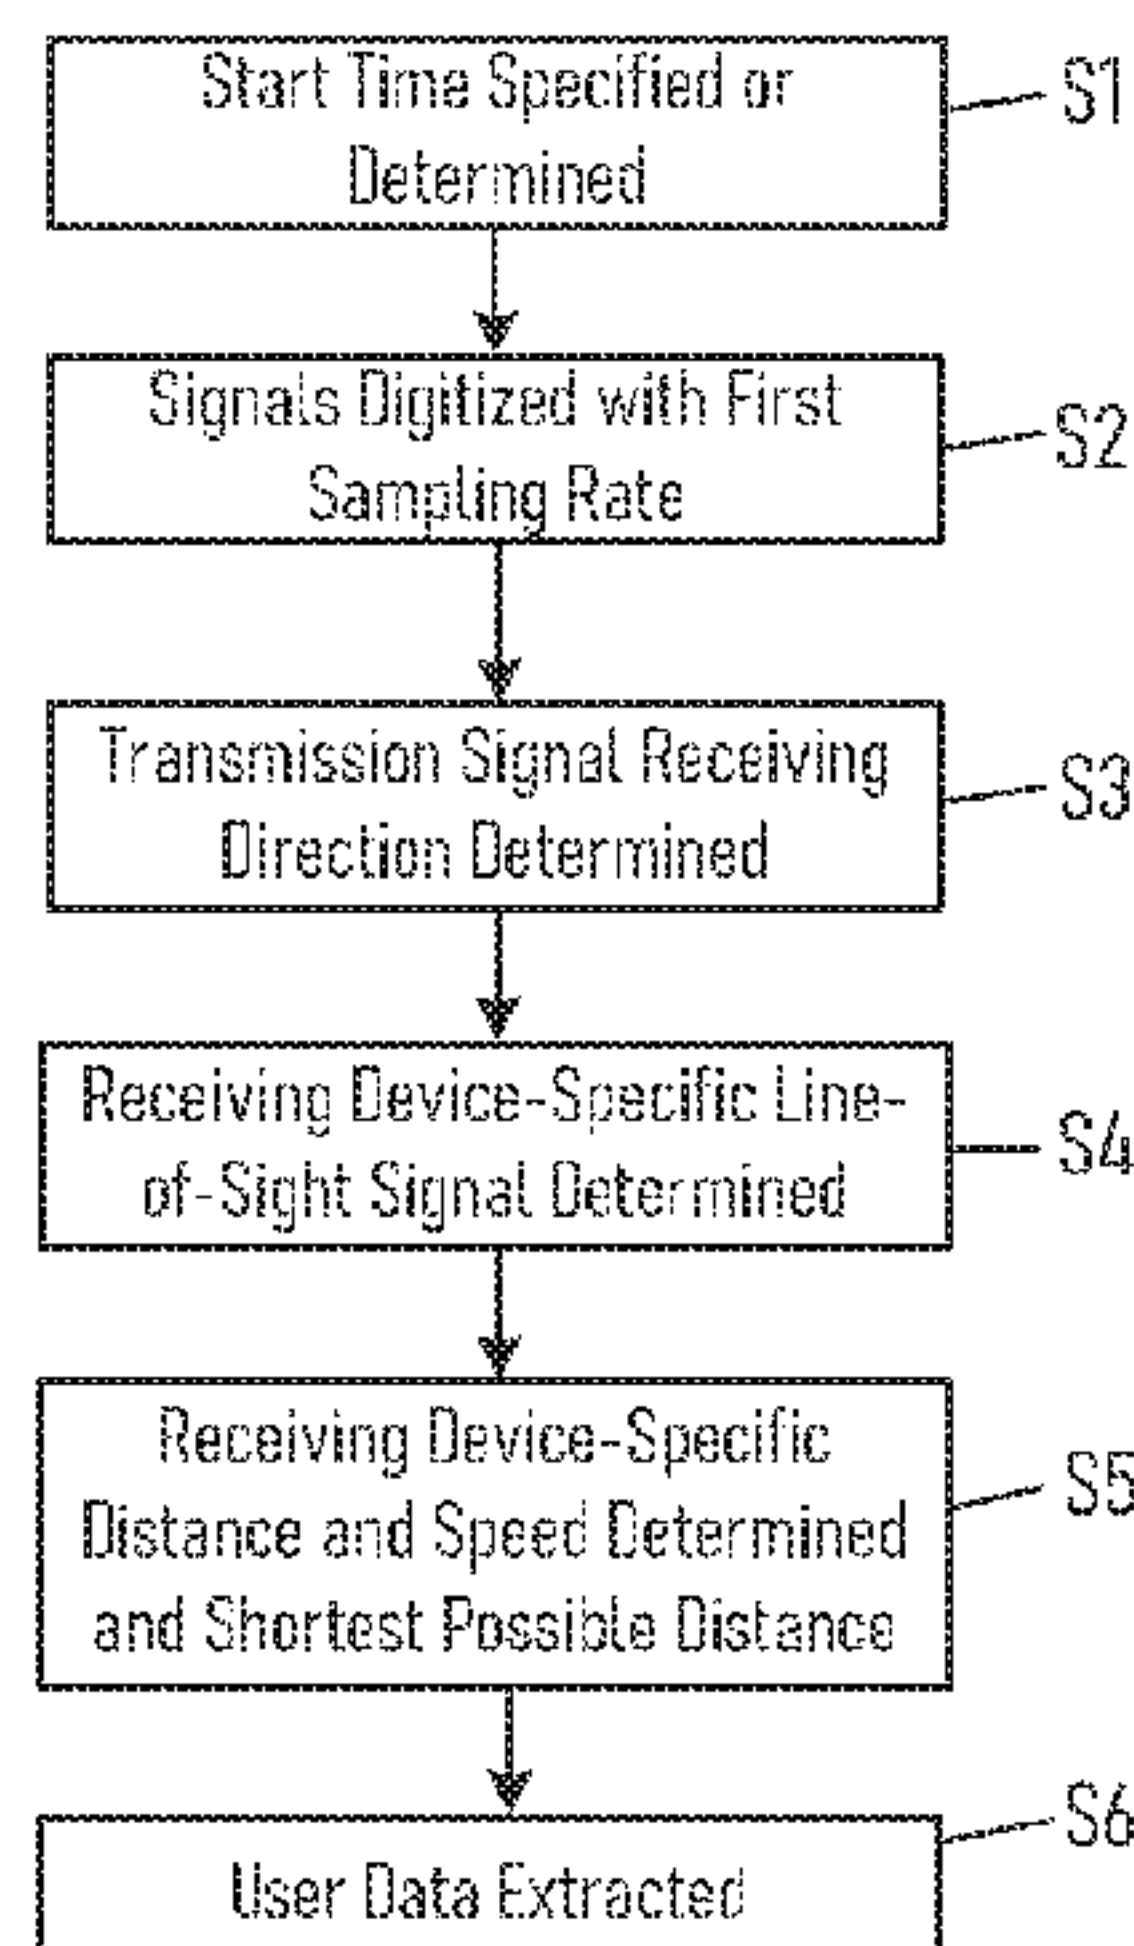 Start Time Specified or
Determined
S1
Signals Digitized with First
Sampling Rate
S2
Transmission Signal Receiving
Direction Determined
S3
Receiving Device-Specific Line-
of-Sight Signal Determined
S4
Receiving Device-Specific
Distance and Speed Determined
and Shortest Possible Distance
S5
User Data Extracted
S6